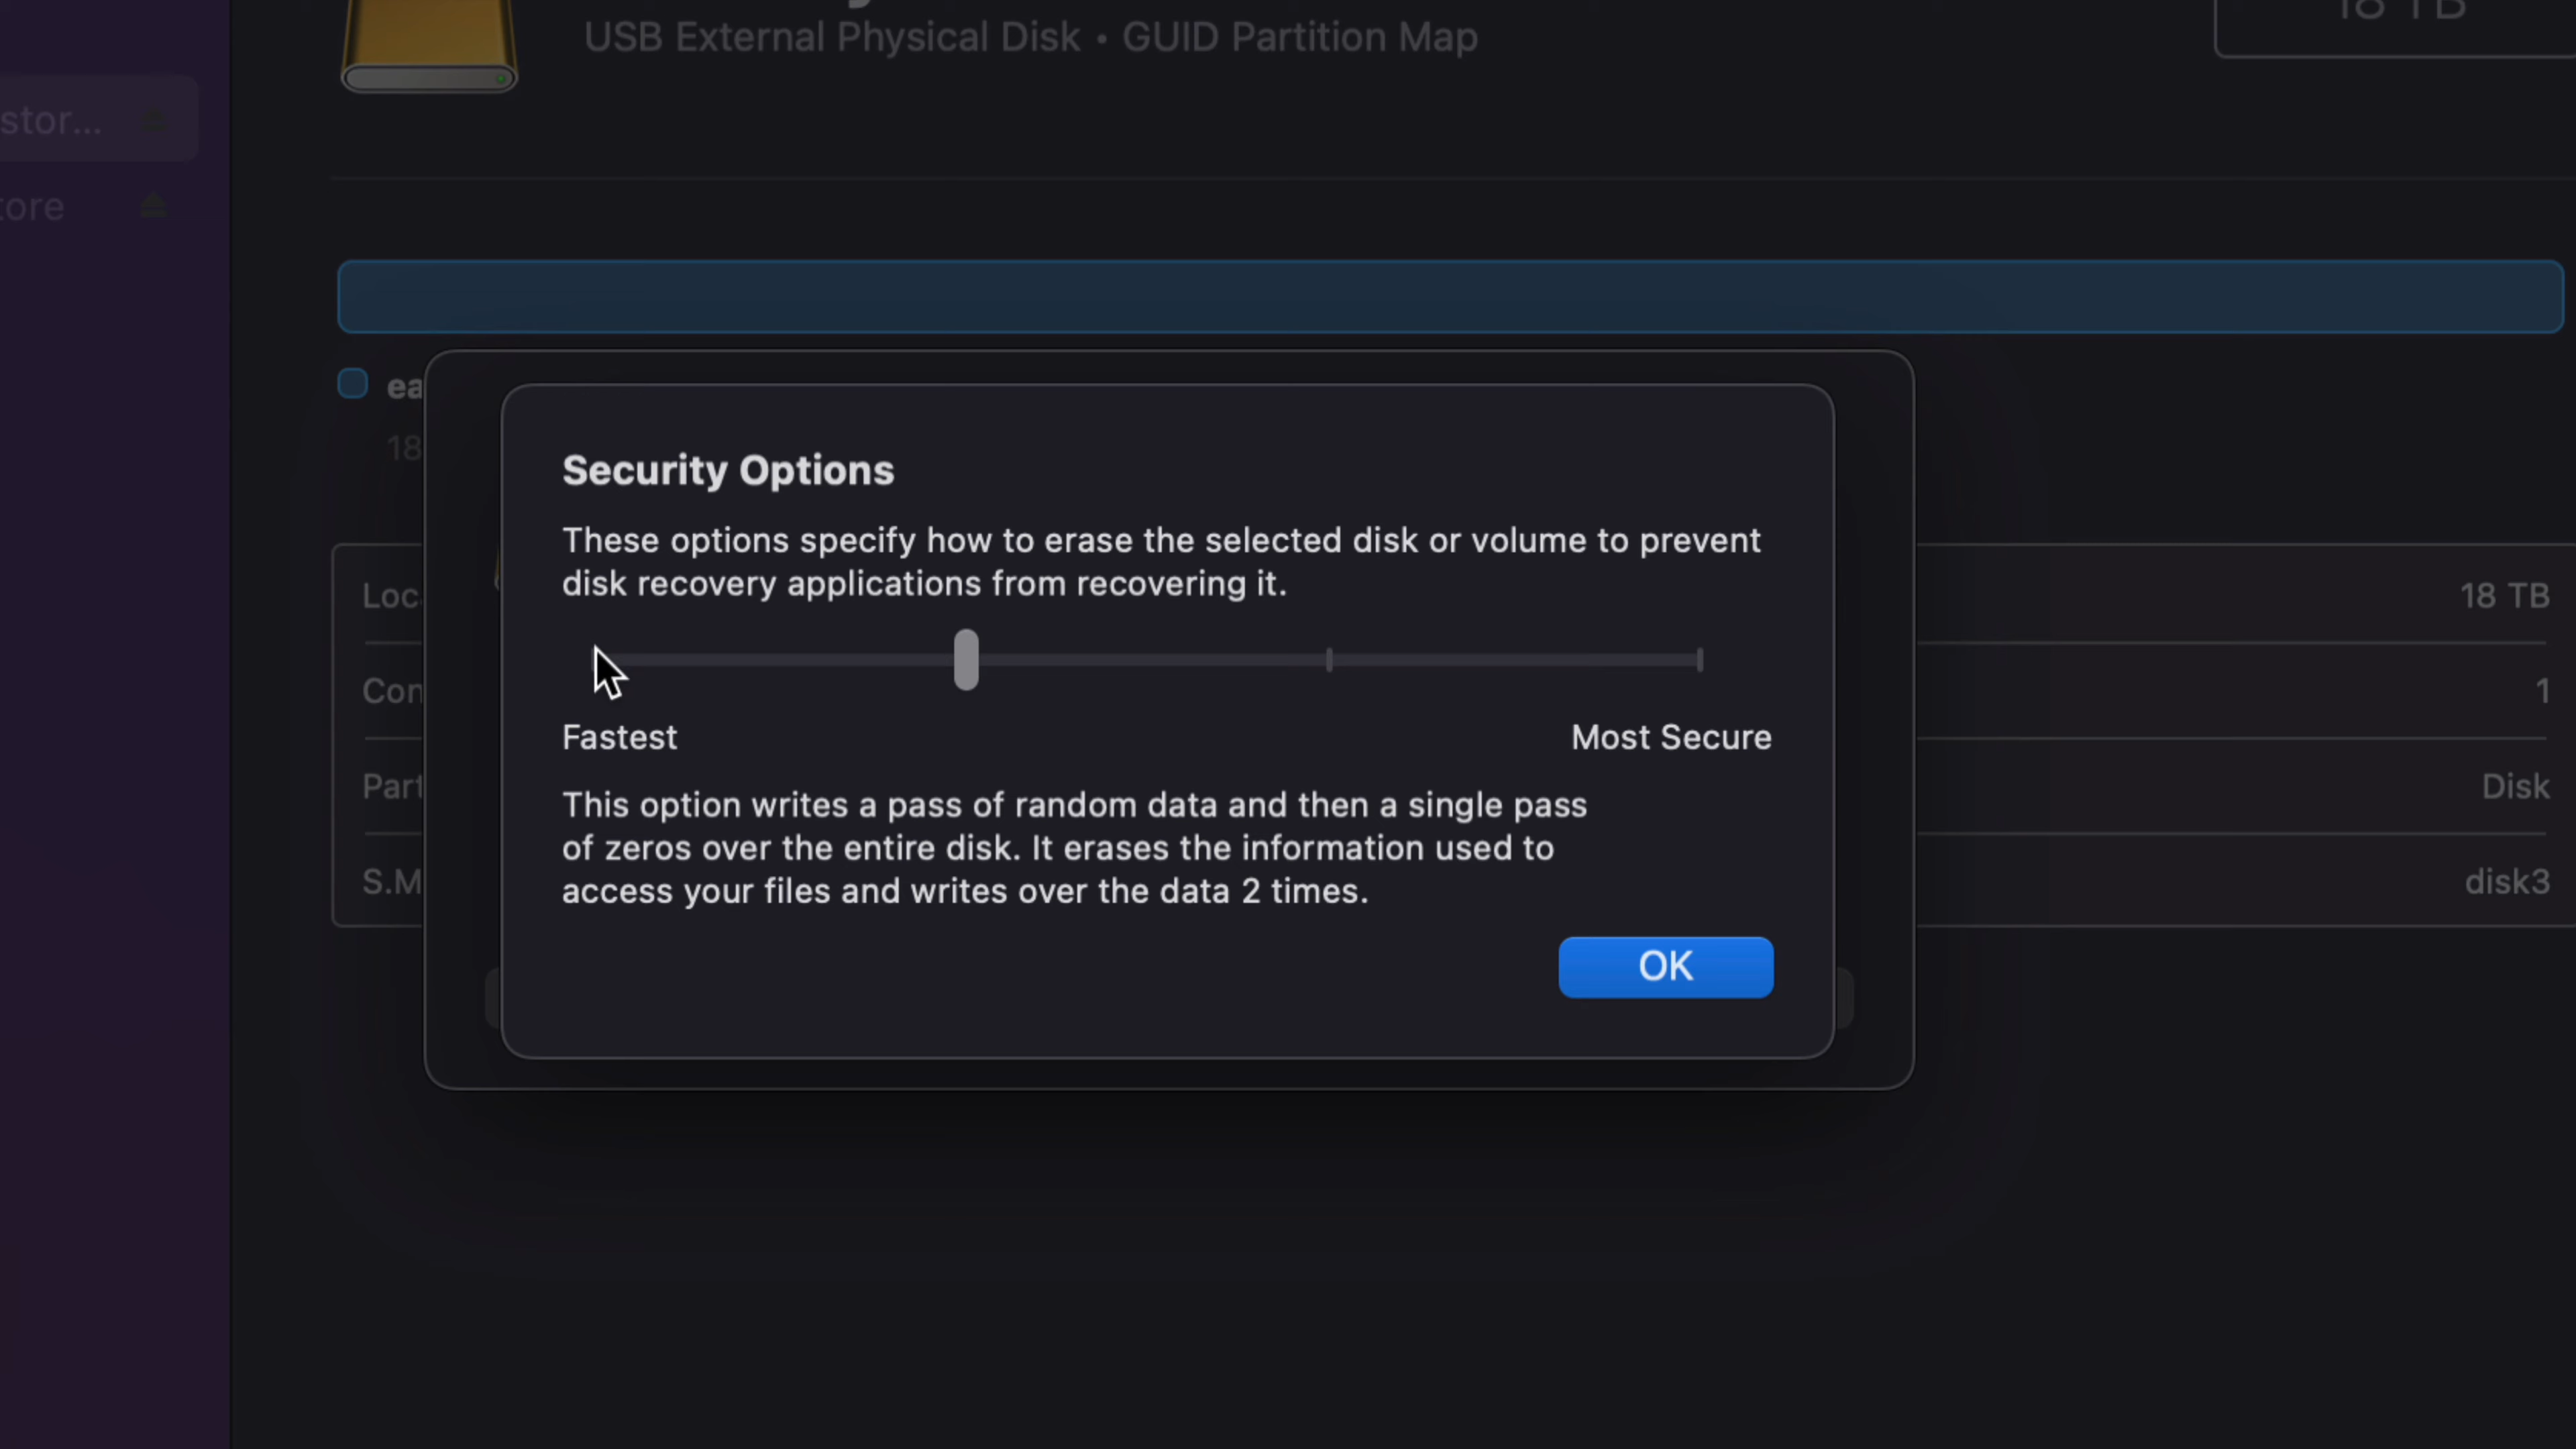 18 TB
USB External Physical Disk • GUID Partition Map
stor...
tore
ea
18
Security Options
These options specify how to erase the selected disk or volume to prevent
disk recovery applications from recovering it.
Fastest
Most Secure
This option writes a pass of random data and then a single pass
of zeros over the entire disk. It erases the information used to
access your files and writes over the data 2 times.
OK
Loc
18 TB
Con
1
Part
Disk
S.M
disk3